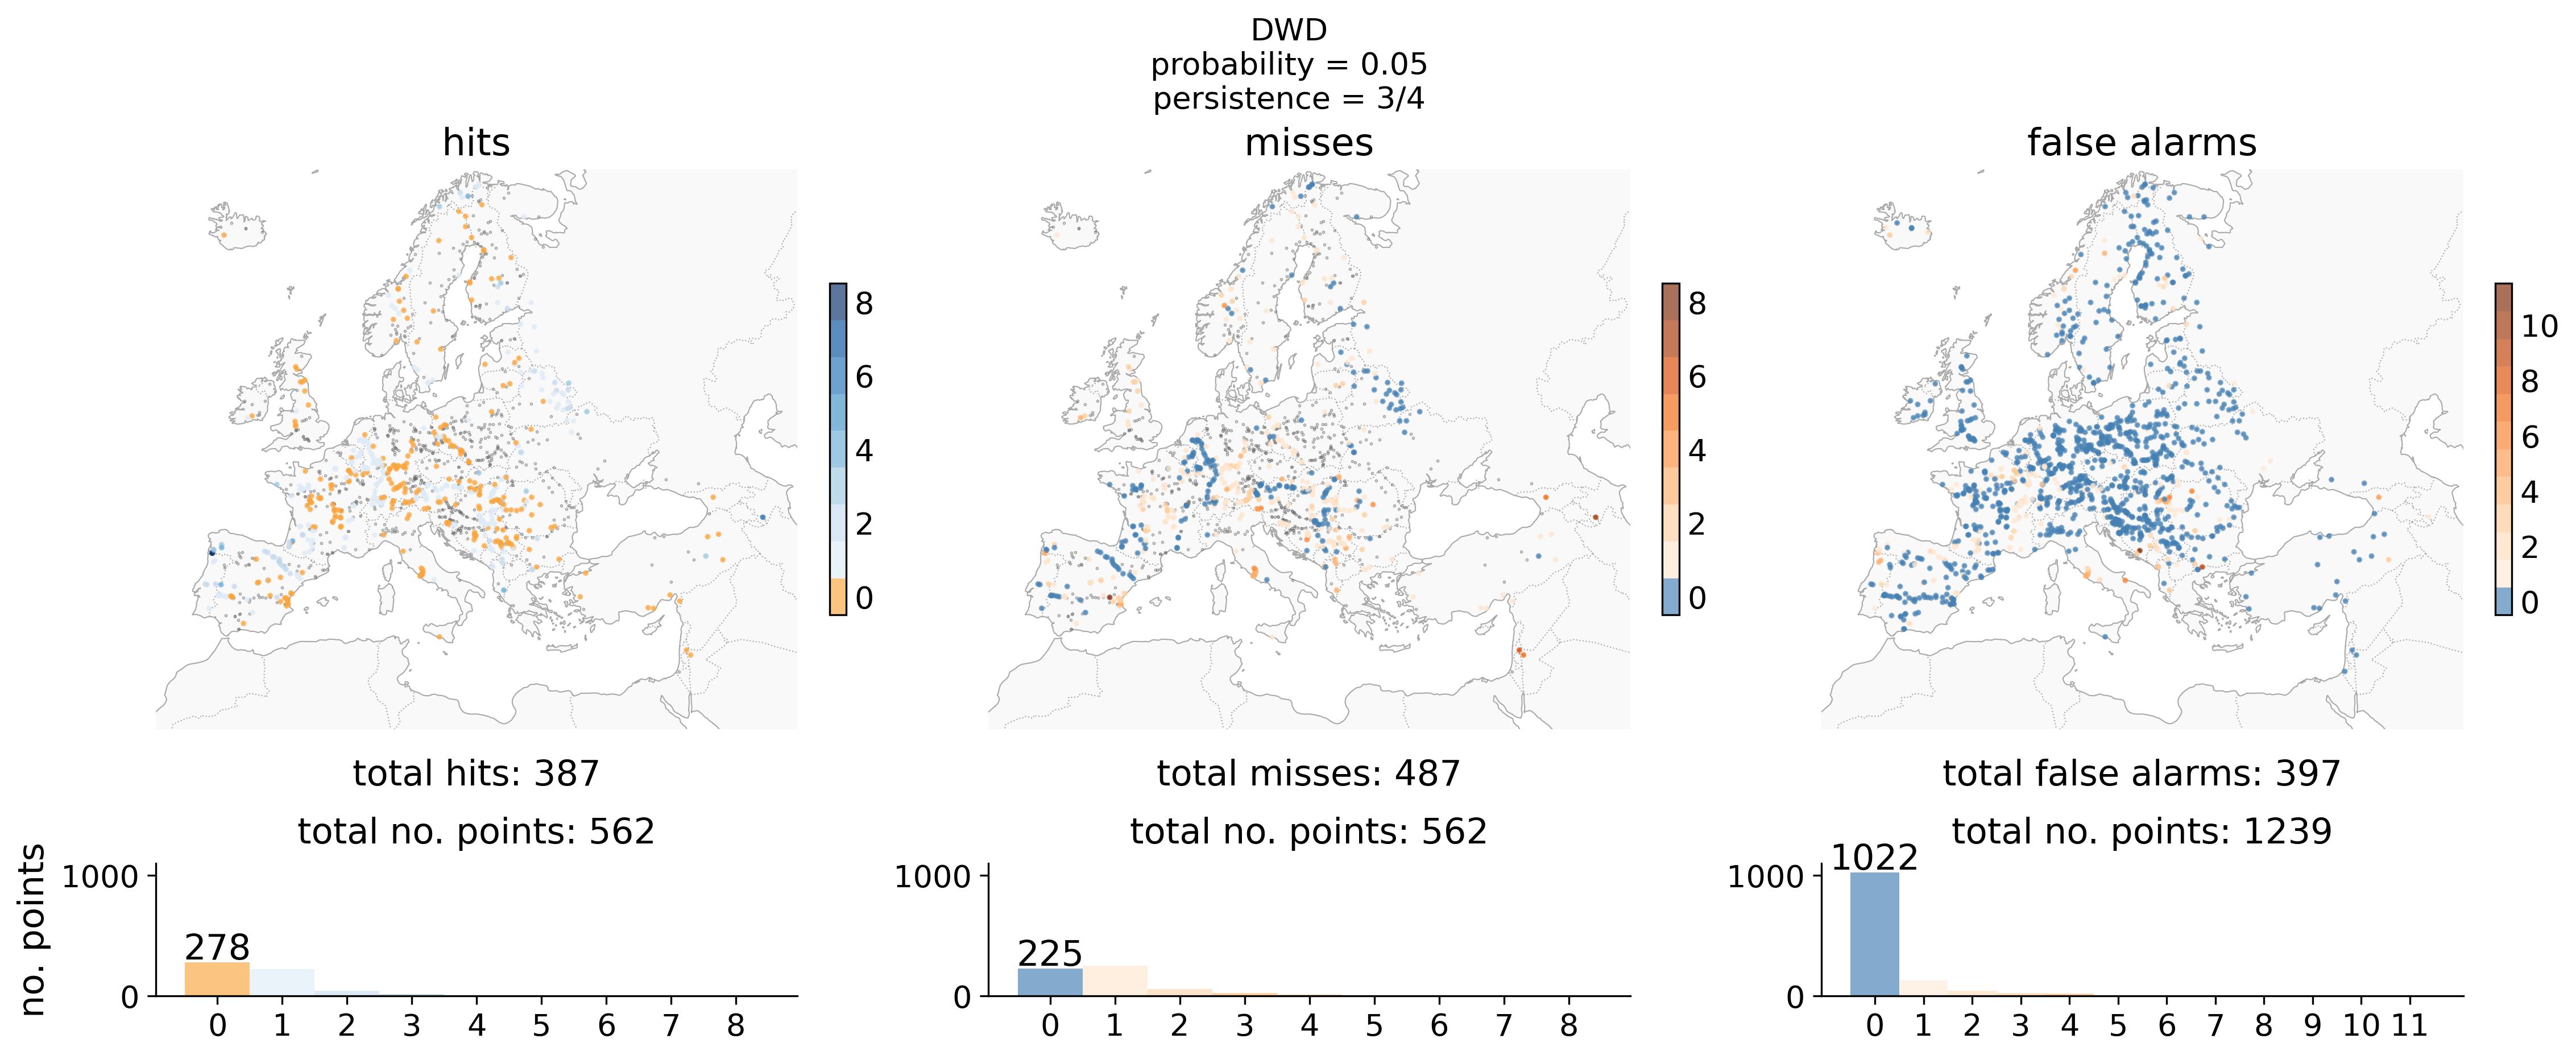 DWD
probability = 0.05
persistence = 3/4
hits
misses
false alarms
8
6
4
2
0
8
6
4
2
0
10
8
6
4
2
0
total hits: 387
total misses: 487
total false alarms: 397
total no. points: 562
total no. points: 562
total no. points: 1239
no. points
1000
0
278
0 1 2 3 4 5 6 7 8
1000
0
225
0 1 2 3 4 5 6 7 8
1000
0
1022
0 1 2 3 4 5 6 7 8 9 10 11